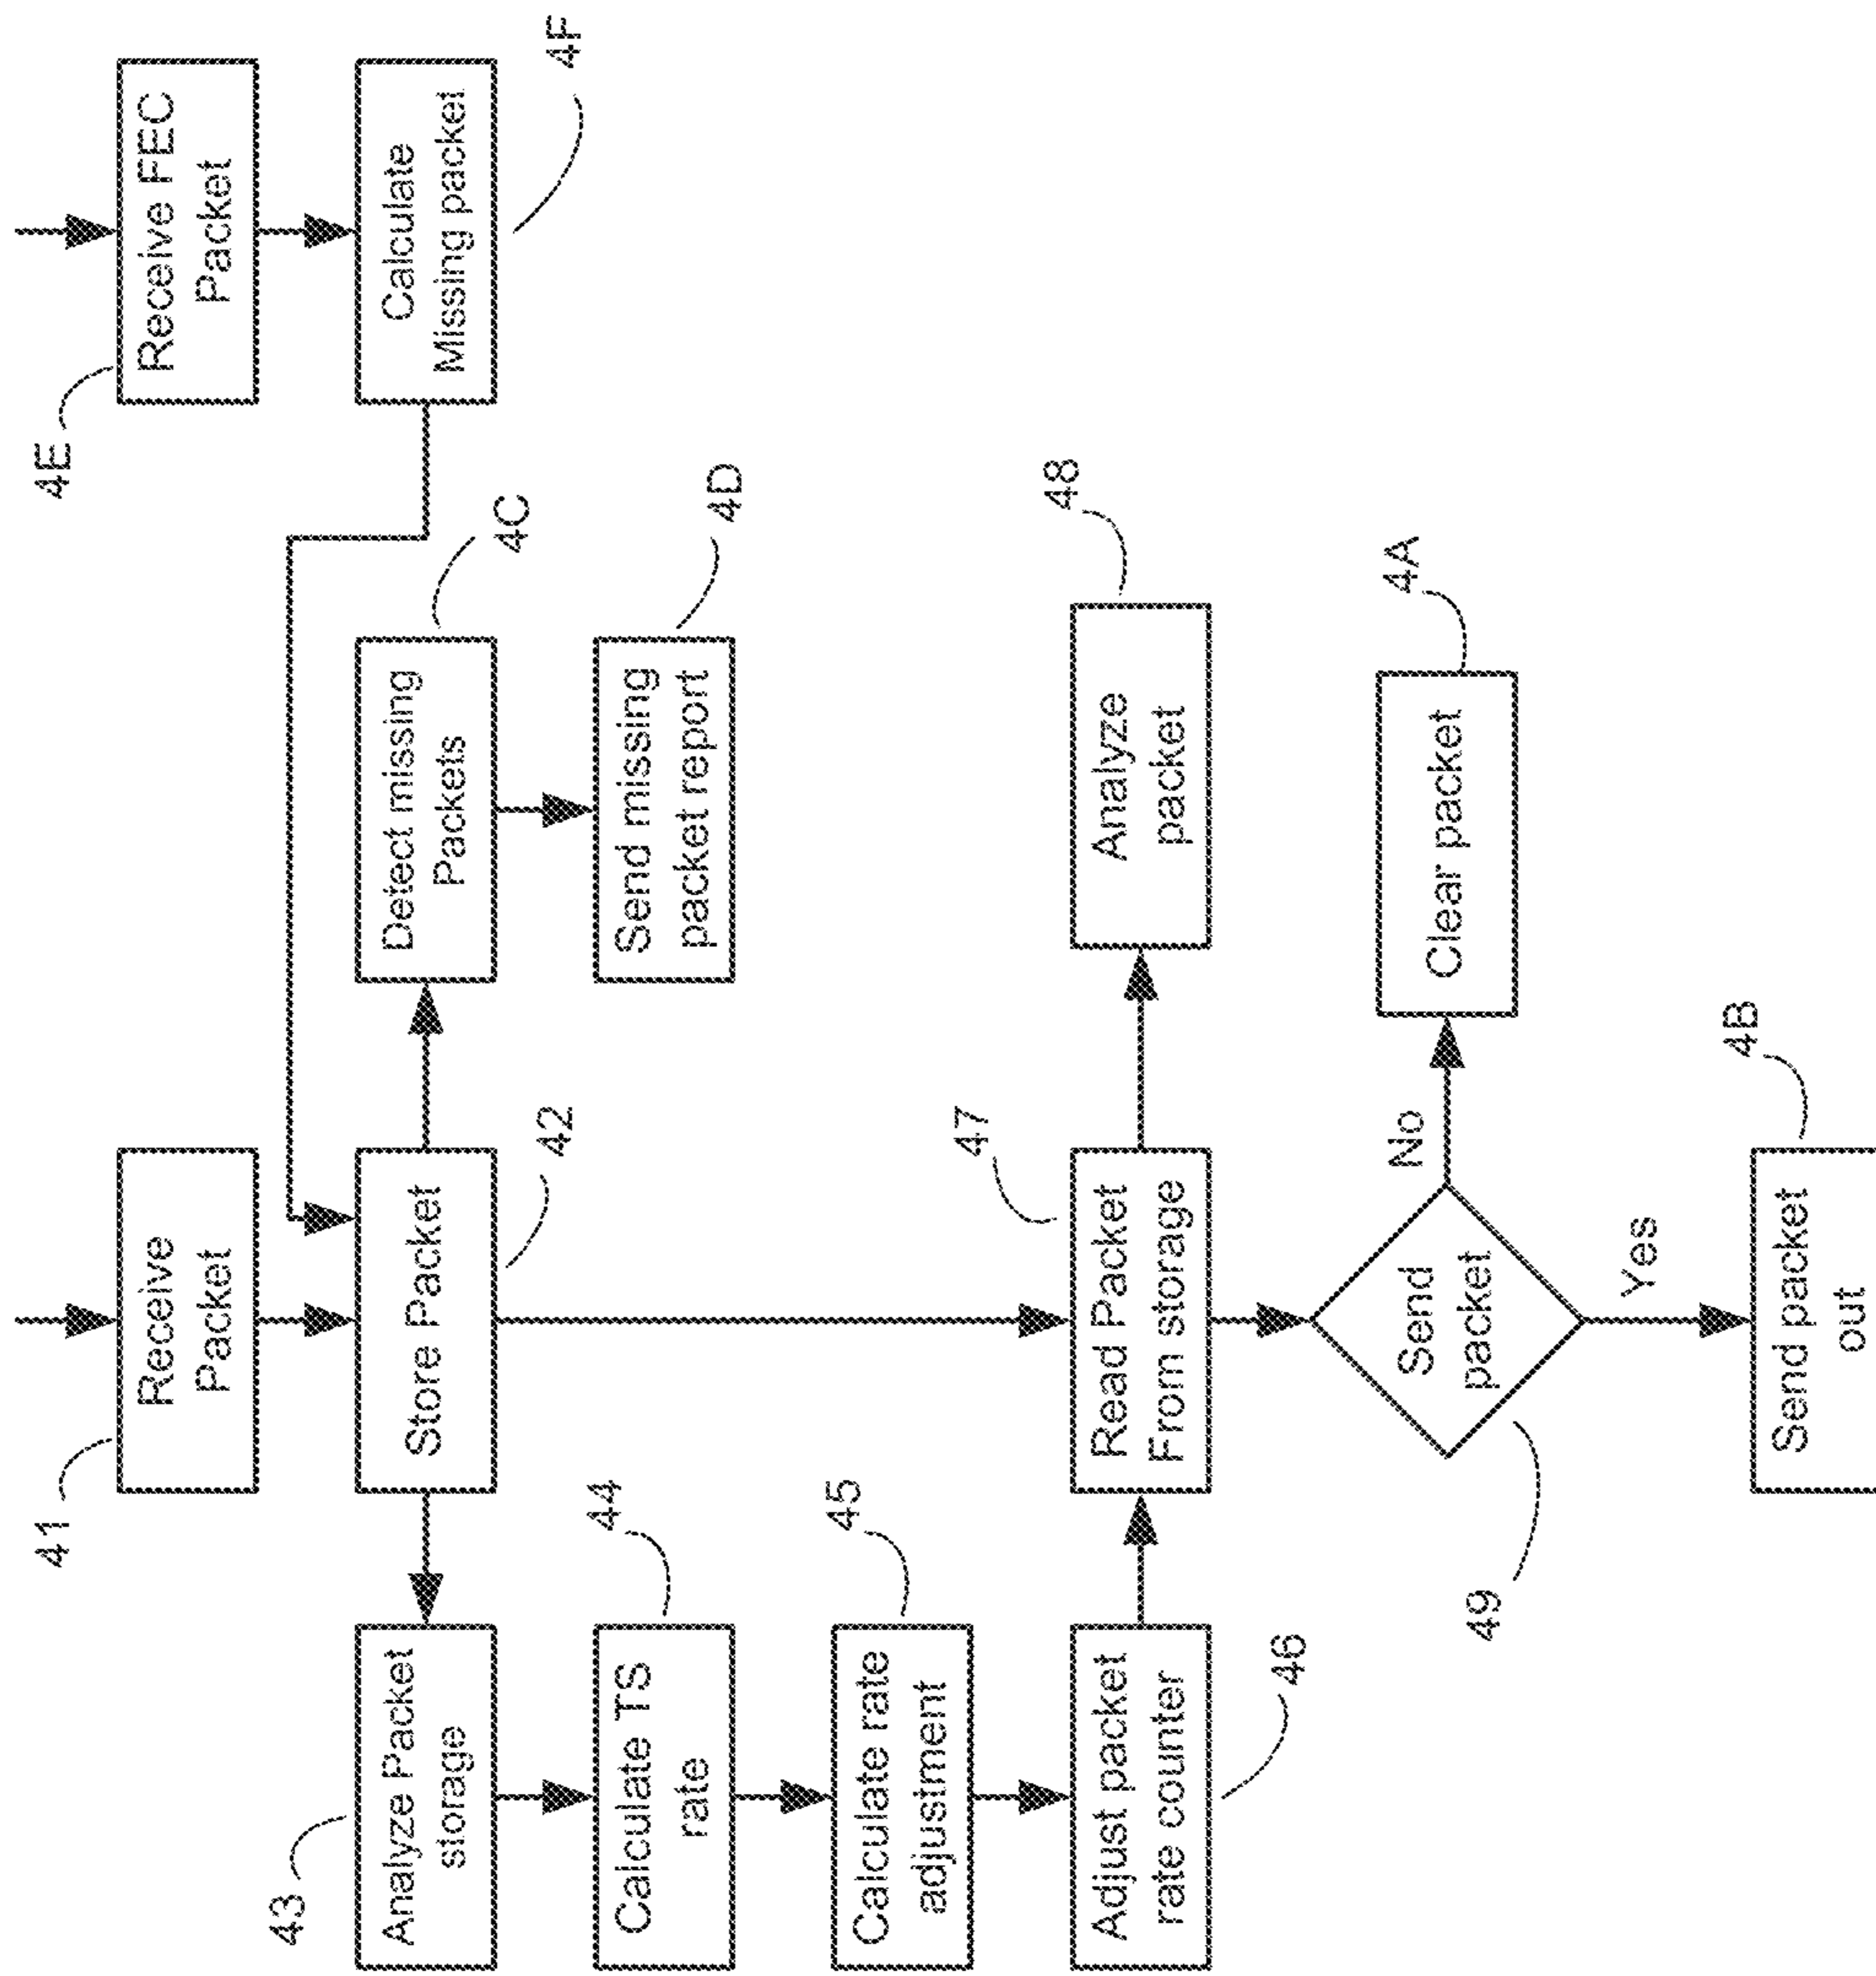 4E
Receive FEC
Packet
Calculate
Missing packet
4F
41
Receive
Packet
Store Packet
42
Detect missing
Packets
4C
Send missing
packet report
4D
43
Analyze Packet
storage
Calculate TS
rate
44
Calculate rate
adjustment
45
Adjust packet
rate counter
46
47
Read Packet
From storage
Analyze
packet
48
Send
packet
49
No
Clear packet
4A
Yes
Send packet
out
4B